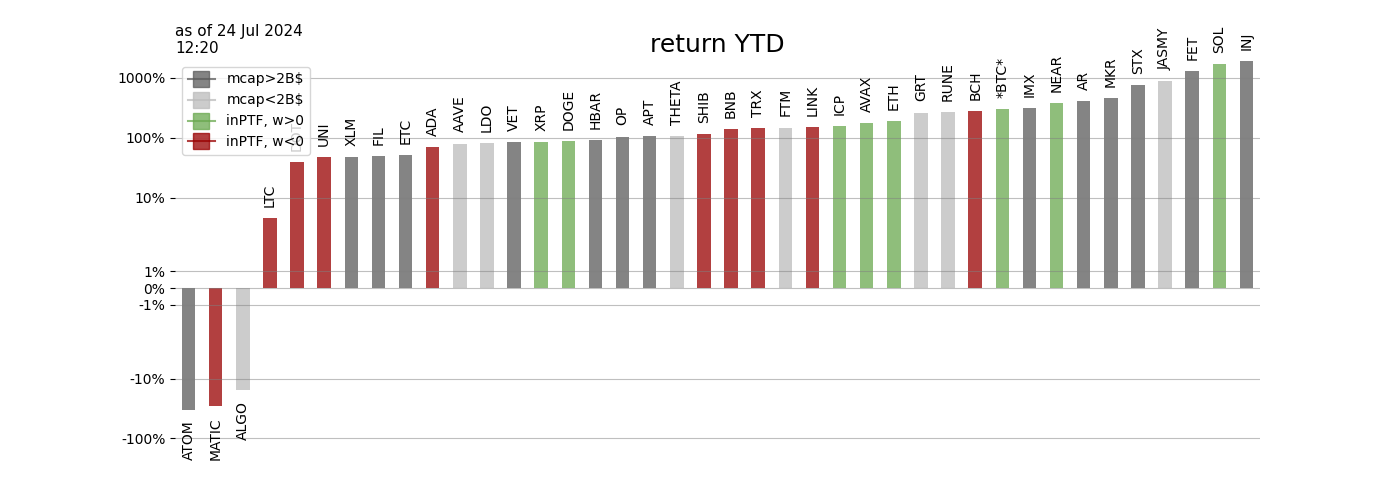 as of 24 Jul 2024
12:20
return YTD
mcap>2B$
mcap<2B$
inPTF, w>0
inPTF, w<0
1000%
100%
10%
1%
0%
-1%
-10%
-100%
ATOM
MATIC
ALGO
LTC
UNI
XLM
FIL
ETC
ADA
AAVE
LDO
VET
XRP
DOGE
HBAR
OP
APT
THETA
SHIB
BNB
TRX
FTM
LINK
ICP
AVAX
ETH
GRT
RUNE
BCH
*BTC*
IMX
NEAR
AR
MKR
STX
JASMY
FET
SOL
INJ